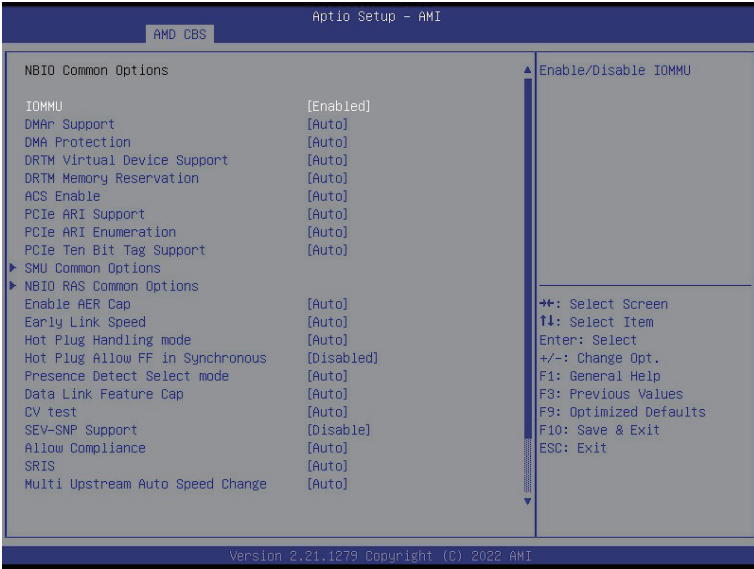 Aptio Setup – AMI
AMD CBS
NBIO Common Options
IOMMU [Enabled]
DMAr Support [Auto]
DMA Protection [Auto]
DRTM Virtual Device Support [Auto]
DRTM Memory Reservation [Auto]
ACS Enable [Auto]
PCIe ARI Support [Auto]
PCIe ARI Enumeration [Auto]
PCIe Ten Bit Tag Support [Auto]
SMU Common Options
NBIO RAS Common Options
Enable AER Cap [Auto]
Early Link Speed [Auto]
Hot Plug Handling mode [Auto]
Hot Plug Allow FF in Synchronous [Disabled]
Presence Detect Select mode [Auto]
Data Link Feature Cap [Auto]
CV test [Auto]
SEV-SNP Support [Disable]
Allow Compliance [Auto]
SRIS [Auto]
Multi Upstream Auto Speed Change [Auto]
Enable/Disable IOMMU
→←: Select Screen
↑↓: Select Item
Enter: Select
+/-: Change Opt.
F1: General Help
F3: Previous Values
F9: Optimized Defaults
F10: Save & Exit
ESC: Exit
Version 2.21.1279 Copyright (C) 2022 AMI